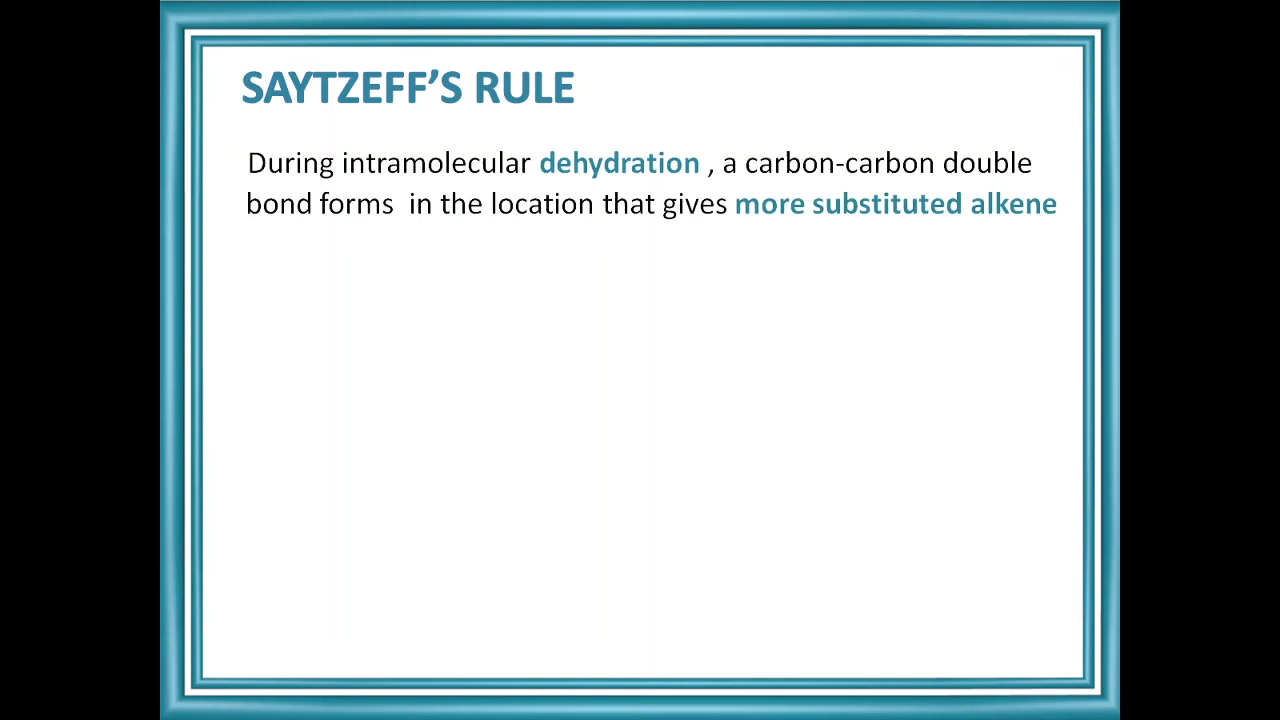 SAYTZEFF’S RULE
During intramolecular dehydration , a carbon-carbon double
bond forms  in the location that gives more substituted alkene